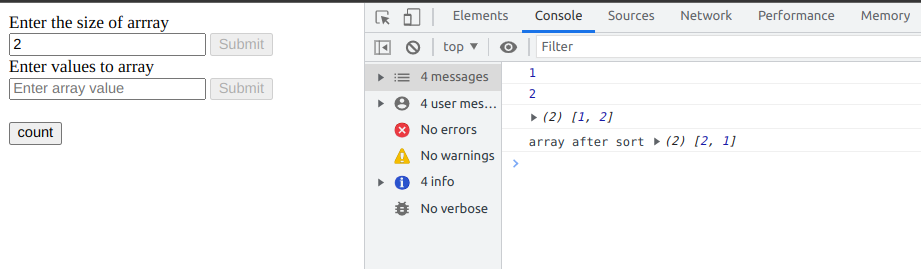 Enter the size of arrray
2 Submit
Enter values to array
Enter array value Submit
count
Elements Console Sources Network Performance Memory
top Filter
4 messages
4 user mes...
No errors
No warnings
4 info
No verbose
1
2
(2) [1, 2]
array after sort (2) [2, 1]